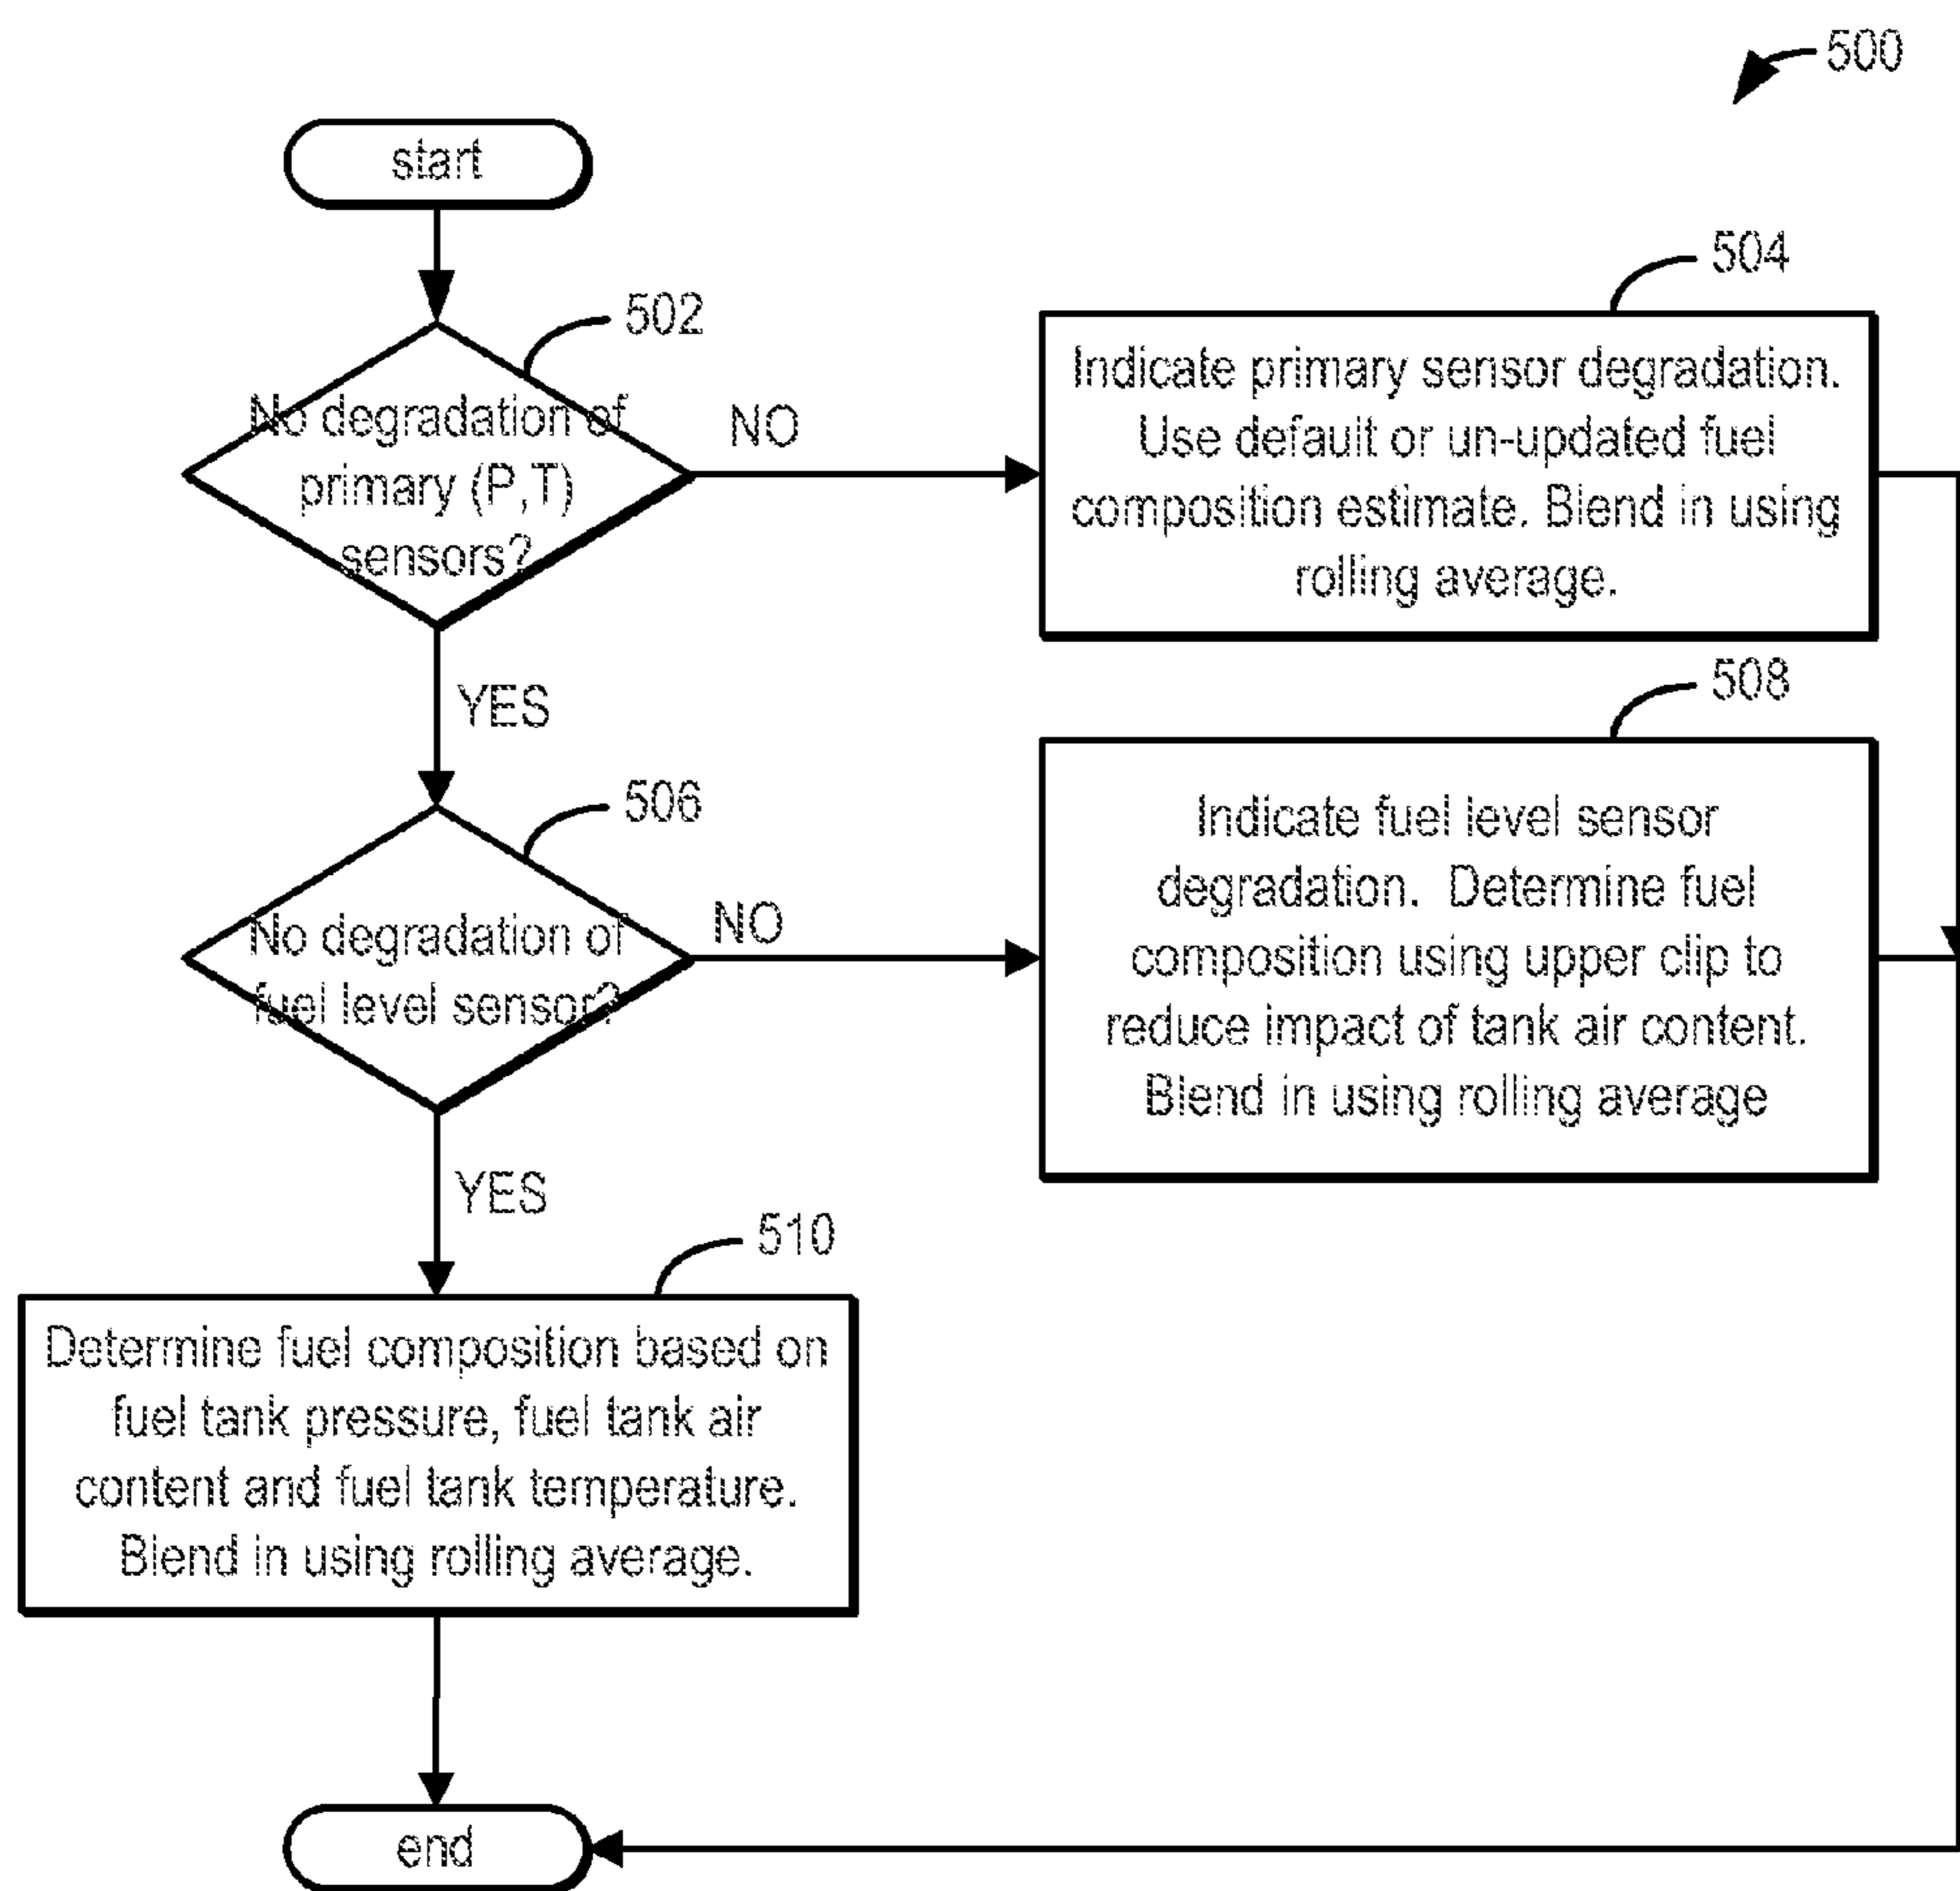 500
start
502
No degradation of
primary (P,T)
sensors?
NO
504
Indicate primary sensor degradation.
Use default or un-updated fuel
composition estimate. Blend in using
rolling average.
YES
506
No degradation of
fuel level sensor?
NO
508
Indicate fuel level sensor
degradation. Determine fuel
composition using upper clip to
reduce impact of tank air content.
Blend in using rolling average
YES
510
Determine fuel composition based on
fuel tank pressure, fuel tank air
content and fuel tank temperature.
Blend in using rolling average.
end